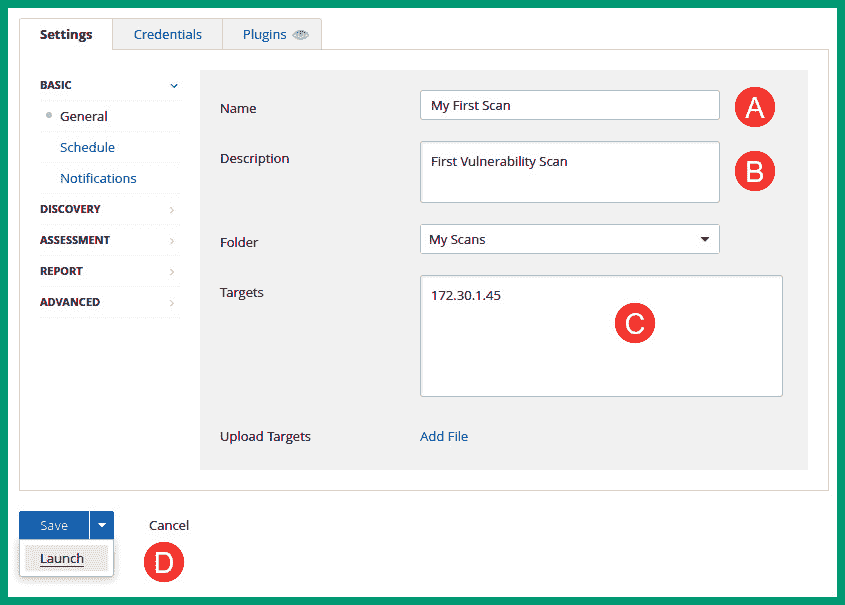 Settings
Credentials
Plugins
BASIC
General
Schedule
Notifications
DISCOVERY
ASSESSMENT
REPORT
ADVANCED
Name
My First Scan
A
Description
First Vulnerability Scan
B
Folder
My Scans
Targets
172.30.1.45
C
Upload Targets
Add File
Save
Cancel
Launch
D